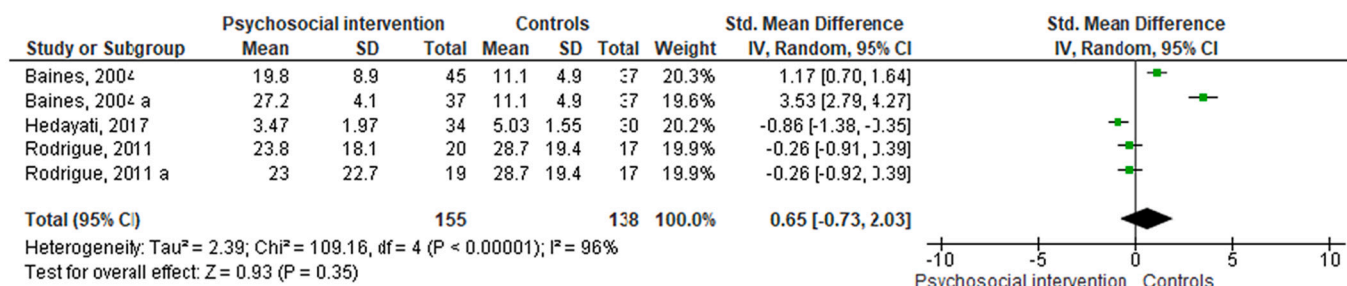 Psychosocial intervention Controls Std. Mean Difference Std. Mean Difference
Study or Subgroup Mean SD Total Mean SD Total Weight IV, Random, 95% CI IV, Random, 95% CI
Baines, 2004 19.8 8.9 45 11.1 4.9 37 20.3% 1.17 [0.70, 1.64]
Baines, 2004 a 27.2 4.1 37 11.1 4.9 37 19.6% 3.53 [2.79, 4.27]
Hedayati, 2017 3.47 1.97 34 5.03 1.55 30 20.2% -0.86 [-1.38, -0.35]
Rodrigue, 2011 23.8 18.1 20 28.7 19.4 17 19.9% -0.26 [-0.91, 0.39]
Rodrigue, 2011 a 23 22.7 19 28.7 19.4 17 19.9% -0.26 [-0.92, 0.39]
Total (95% CI) 155 138 100.0% 0.65 [-0.73, 2.03]
Heterogeneity: Tau² = 2.39; Chi² = 109.16, df = 4 (P < 0.00001); I² = 96%
Test for overall effect: Z = 0.93 (P = 0.35)
-10 -5 0 5 10
Psychosocial intervention Controls